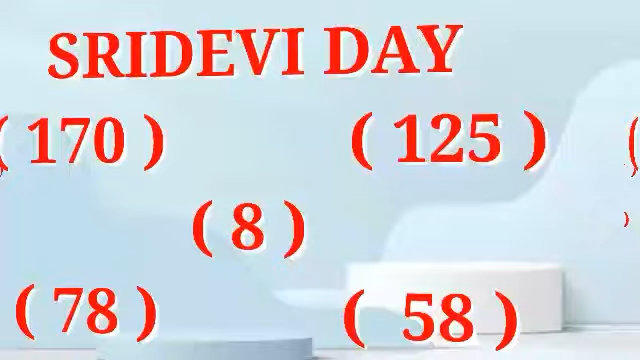 SRIDEVI DAY
( 170 ) ( 125 ) (
( 8 ) )
( 78 ) ( 58 )